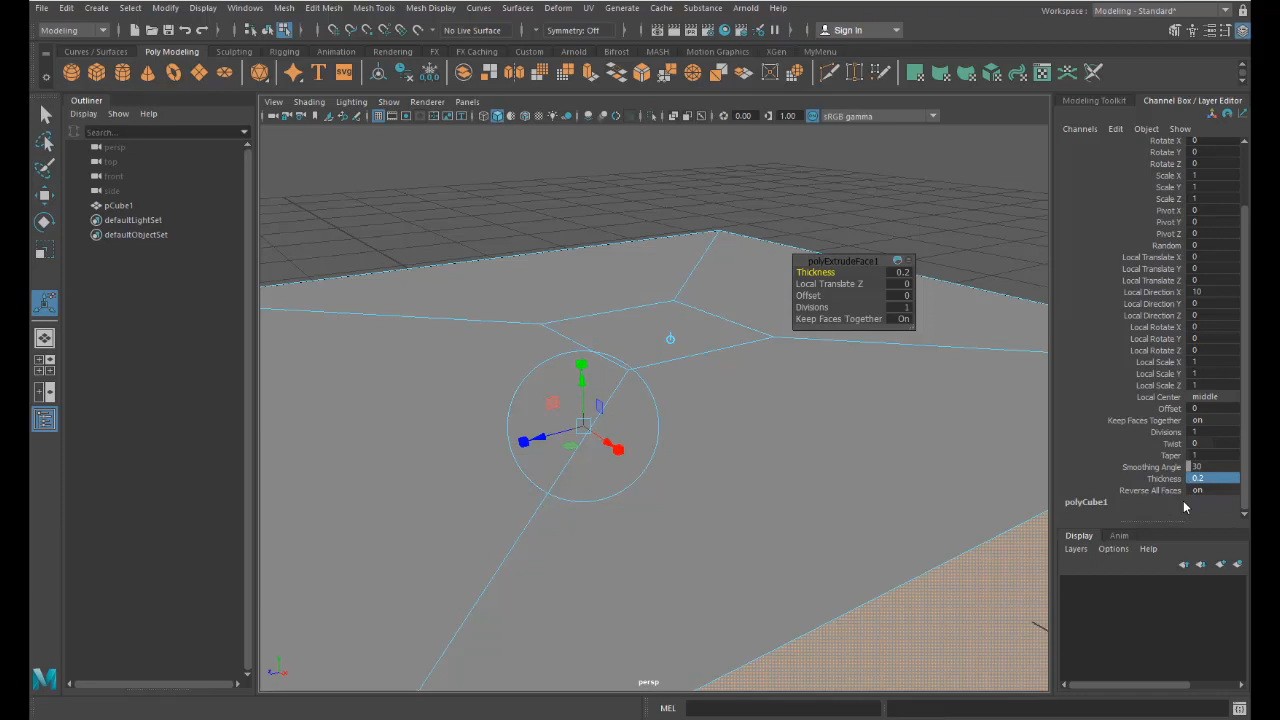 File Edit Create Select Modify Display Windows Mesh Edit Mesh Mesh Tools Mesh Display Curves Surfaces Deform UV Generate Cache Substance Arnold Help
Workspace : Modeling - Standard*
Modeling No Live Surface Symmetry: Off Sign In
Curves / Surfaces Poly Modeling Sculpting Rigging Animation Rendering FX FX Caching Custom Arnold Bifrost MASH Motion Graphics XGen MyMenu
T SVG
Outliner
Display Show Help
Search...
persp
top
front
side
pCube1
defaultLightSet
defaultObjectSet
View Shading Lighting Show Renderer Panels
0.00 1.00 sRGB gamma
polyExtrudeFace1
Thickness 0.2
Local Translate Z 0
Offset 0
Divisions 1
Keep Faces Together On
persp
Modeling Toolkit Channel Box / Layer Editor
Channels Edit Object Show
Rotate X 0
Rotate Y 0
Rotate Z 0
Scale X 1
Scale Y 1
Scale Z 1
Pivot X 0
Pivot Y 0
Pivot Z 0
Random 0
Local Translate X 0
Local Translate Y 0
Local Translate Z 0
Local Direction X 10
Local Direction Y 0
Local Direction Z 0
Local Rotate X 0
Local Rotate Y 0
Local Rotate Z 0
Local Scale X 1
Local Scale Y 1
Local Scale Z 1
Local Center middle
Offset 0
Keep Faces Together on
Divisions 1
Twist 0
Taper 1
Smoothing Angle 30
Thickness 0.2
Reverse All Faces on
polyCube1
Display Anim
Layers Options Help
MEL